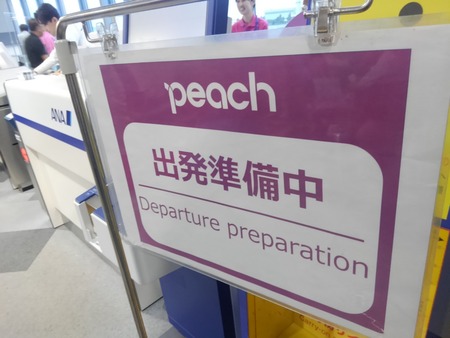 ANA
peach
出発準備中
Departure preparation